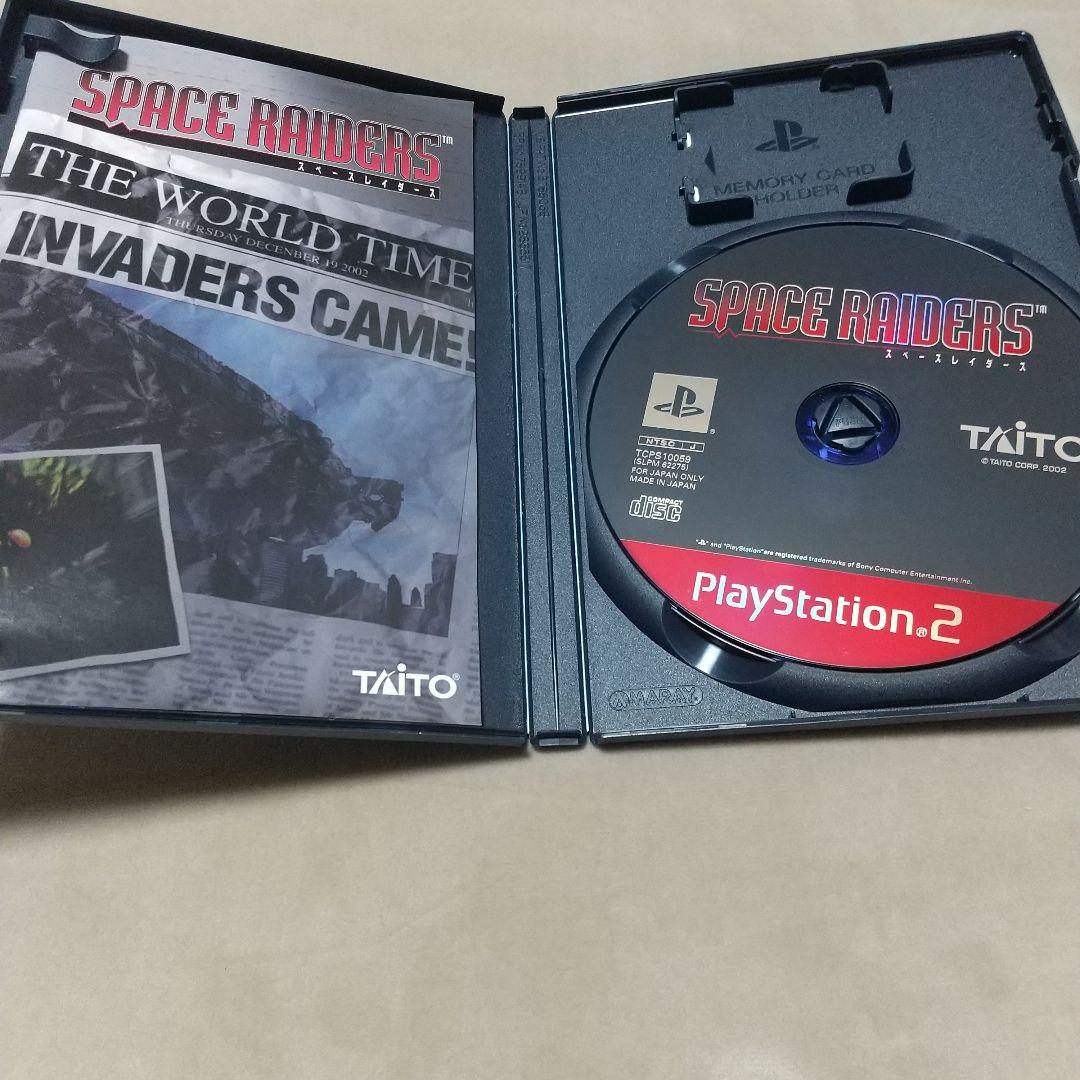 SPACE RAIDERS™
スペースレイダース
THE WORLD TIME
THURSDAY DECENBER 19 2002
INVADERS CAME!
TAITO®
MEMORY CARD
HOLDER
SPACE RAIDERS™
スペースレイダース
PUSH
NTSC J
TCPS10059
(SLPM 62275)
FOR JAPAN ONLY
MADE IN JAPAN
COMPACT
disc
TAITO
© TAITO CORP. 2002
" " and "PlayStation" are registered trademarks of Sony Computer Entertainment Inc.
PlayStation®2
AMARAY